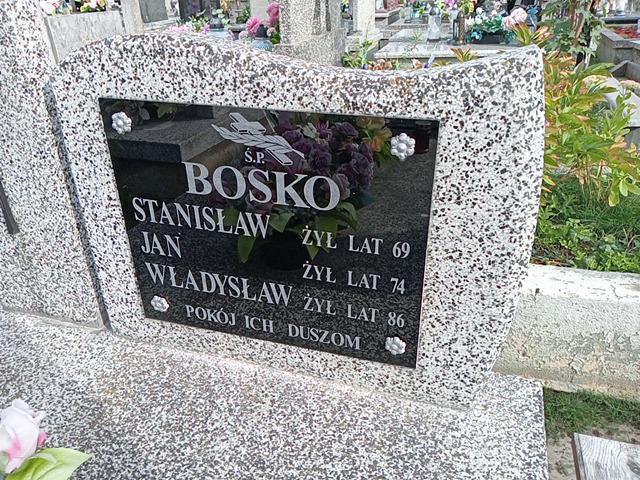 Ś.P.
BOSKO
STANISŁAW ŻYŁ LAT 69
JAN ŻYŁ LAT 74
WŁADYSŁAW ŻYŁ LAT 86
POKÓJ ICH DUSZOM